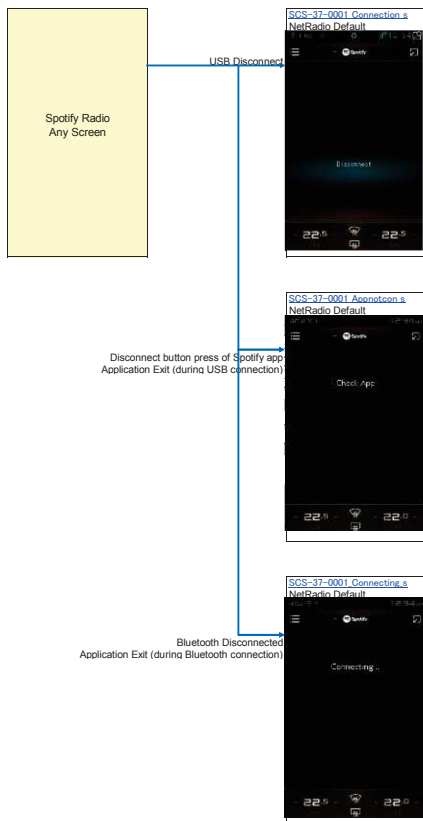 Spotify Radio
Any Screen
USB Disconnect
SCS-37-0001 Connection s
NetRadio Default
Spotify
Disconnect
22.5
22.5
Disconnect button press of Spotify app
Application Exit (during USB connection)
SCS-37-0001 Appnotcon s
NetRadio Default
Spotify
Check App
22.5
22.0
Bluetooth Disconnected
Application Exit (during Bluetooth connection)
SCS-37-0001 Connecting s
NetRadio Default
12:34
Spotify
Connecting...
22.5
22.0